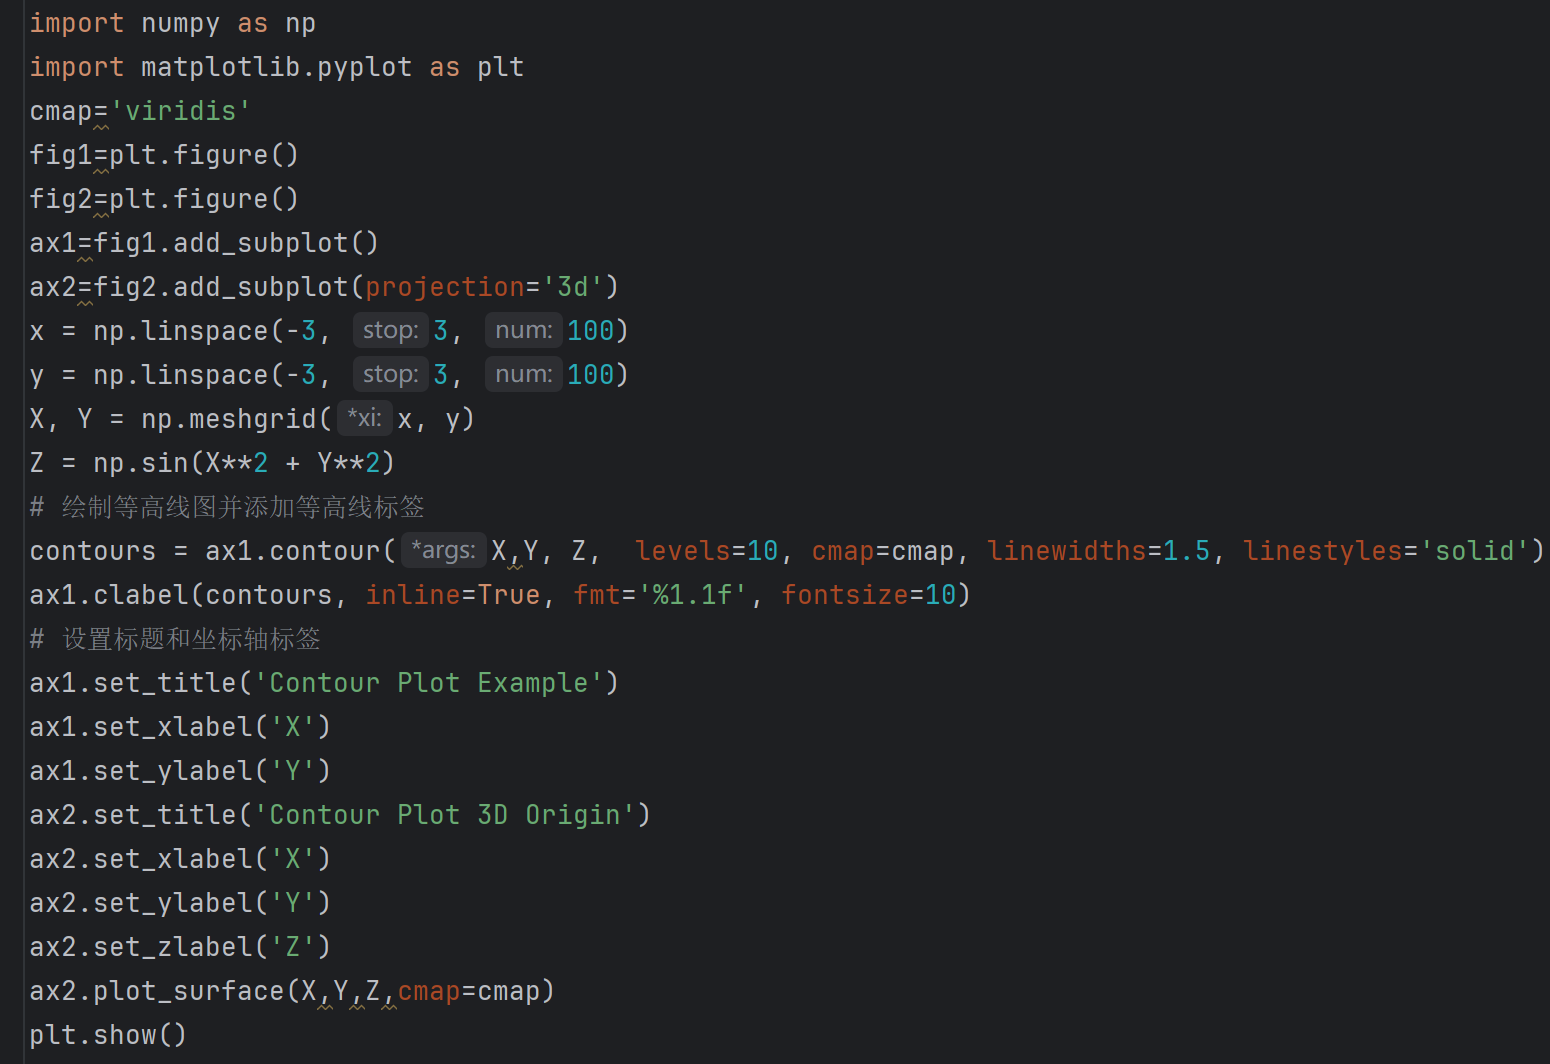 import numpy as np
import matplotlib.pyplot as plt
cmap='viridis'
fig1=plt.figure()
fig2=plt.figure()
ax1=fig1.add_subplot()
ax2=fig2.add_subplot(projection='3d')
x = np.linspace(-3, stop: 3, num: 100)
y = np.linspace(-3, stop: 3, num: 100)
X, Y = np.meshgrid( *xi: x, y)
Z = np.sin(X**2 + Y**2)
# 绘制等高线图并添加等高线标签
contours = ax1.contour( *args: X,Y, Z,  levels=10, cmap=cmap, linewidths=1.5, linestyles='solid')
ax1.clabel(contours, inline=True, fmt='%1.1f', fontsize=10)
# 设置标题和坐标轴标签
ax1.set_title('Contour Plot Example')
ax1.set_xlabel('X')
ax1.set_ylabel('Y')
ax2.set_title('Contour Plot 3D Origin')
ax2.set_xlabel('X')
ax2.set_ylabel('Y')
ax2.set_zlabel('Z')
ax2.plot_surface(X,Y,Z,cmap=cmap)
plt.show()